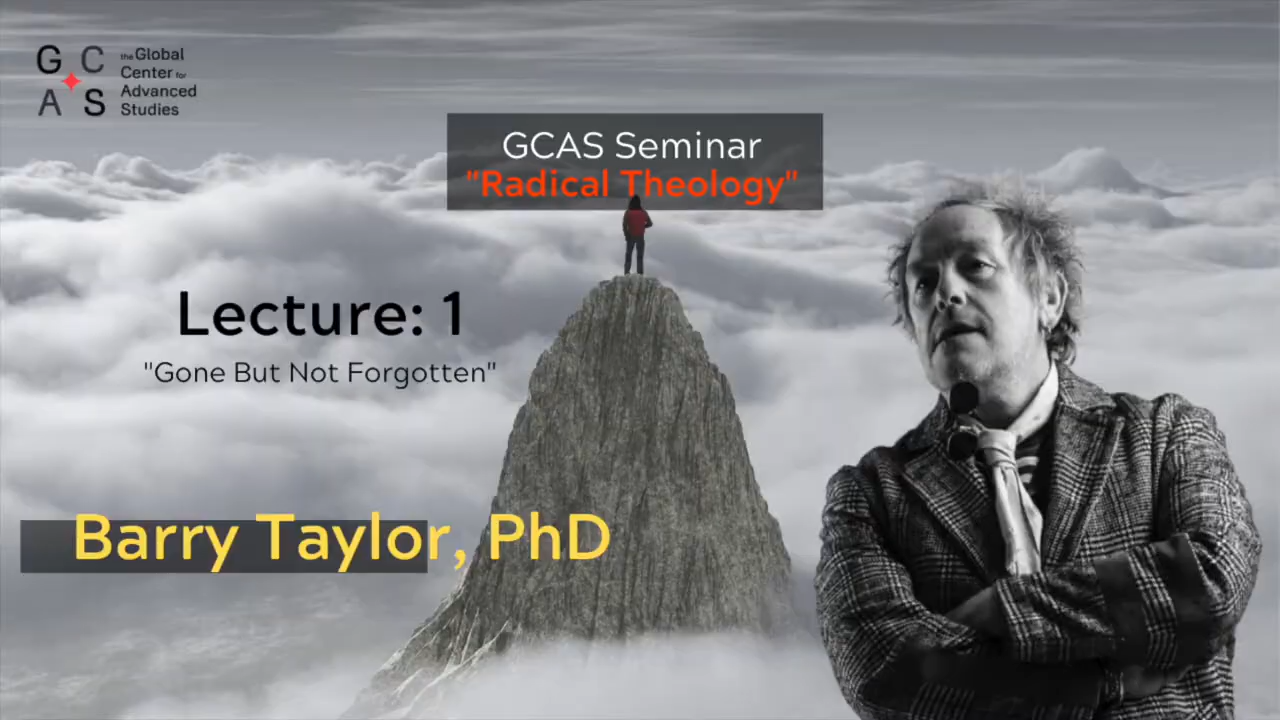 G C
A S
the Global
Center for
Advanced
Studies
GCAS Seminar
"Radical Theology"
Lecture: 1
"Gone But Not Forgotten"
Barry Taylor, PhD